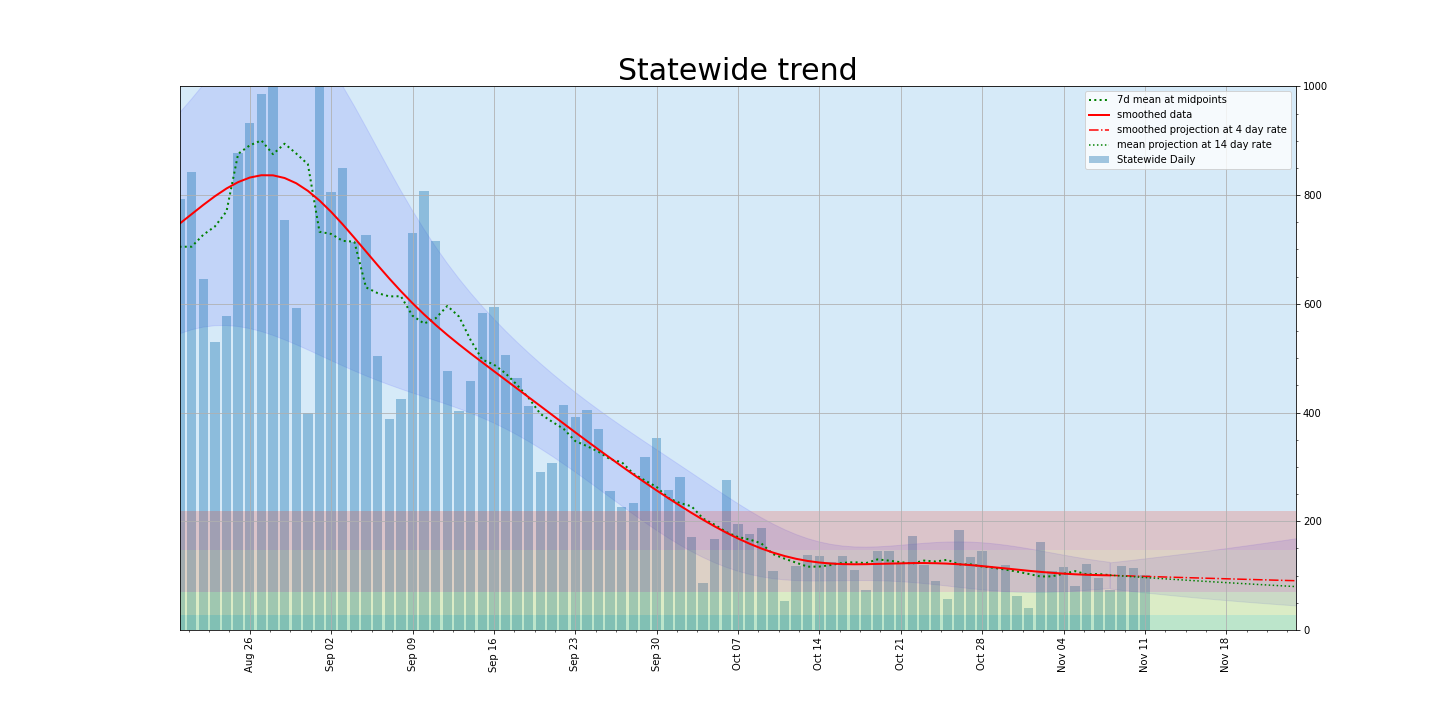 Statewide trend
7d mean at midpoints
smoothed data
smoothed projection at 4 day rate
mean projection at 14 day rate
Statewide Daily
1000
800
600
400
200
0
Aug 26
Sep 02
Sep 09
Sep 16
Sep 23
Sep 30
Oct 07
Oct 14
Oct 21
Oct 28
Nov 04
Nov 11
Nov 18